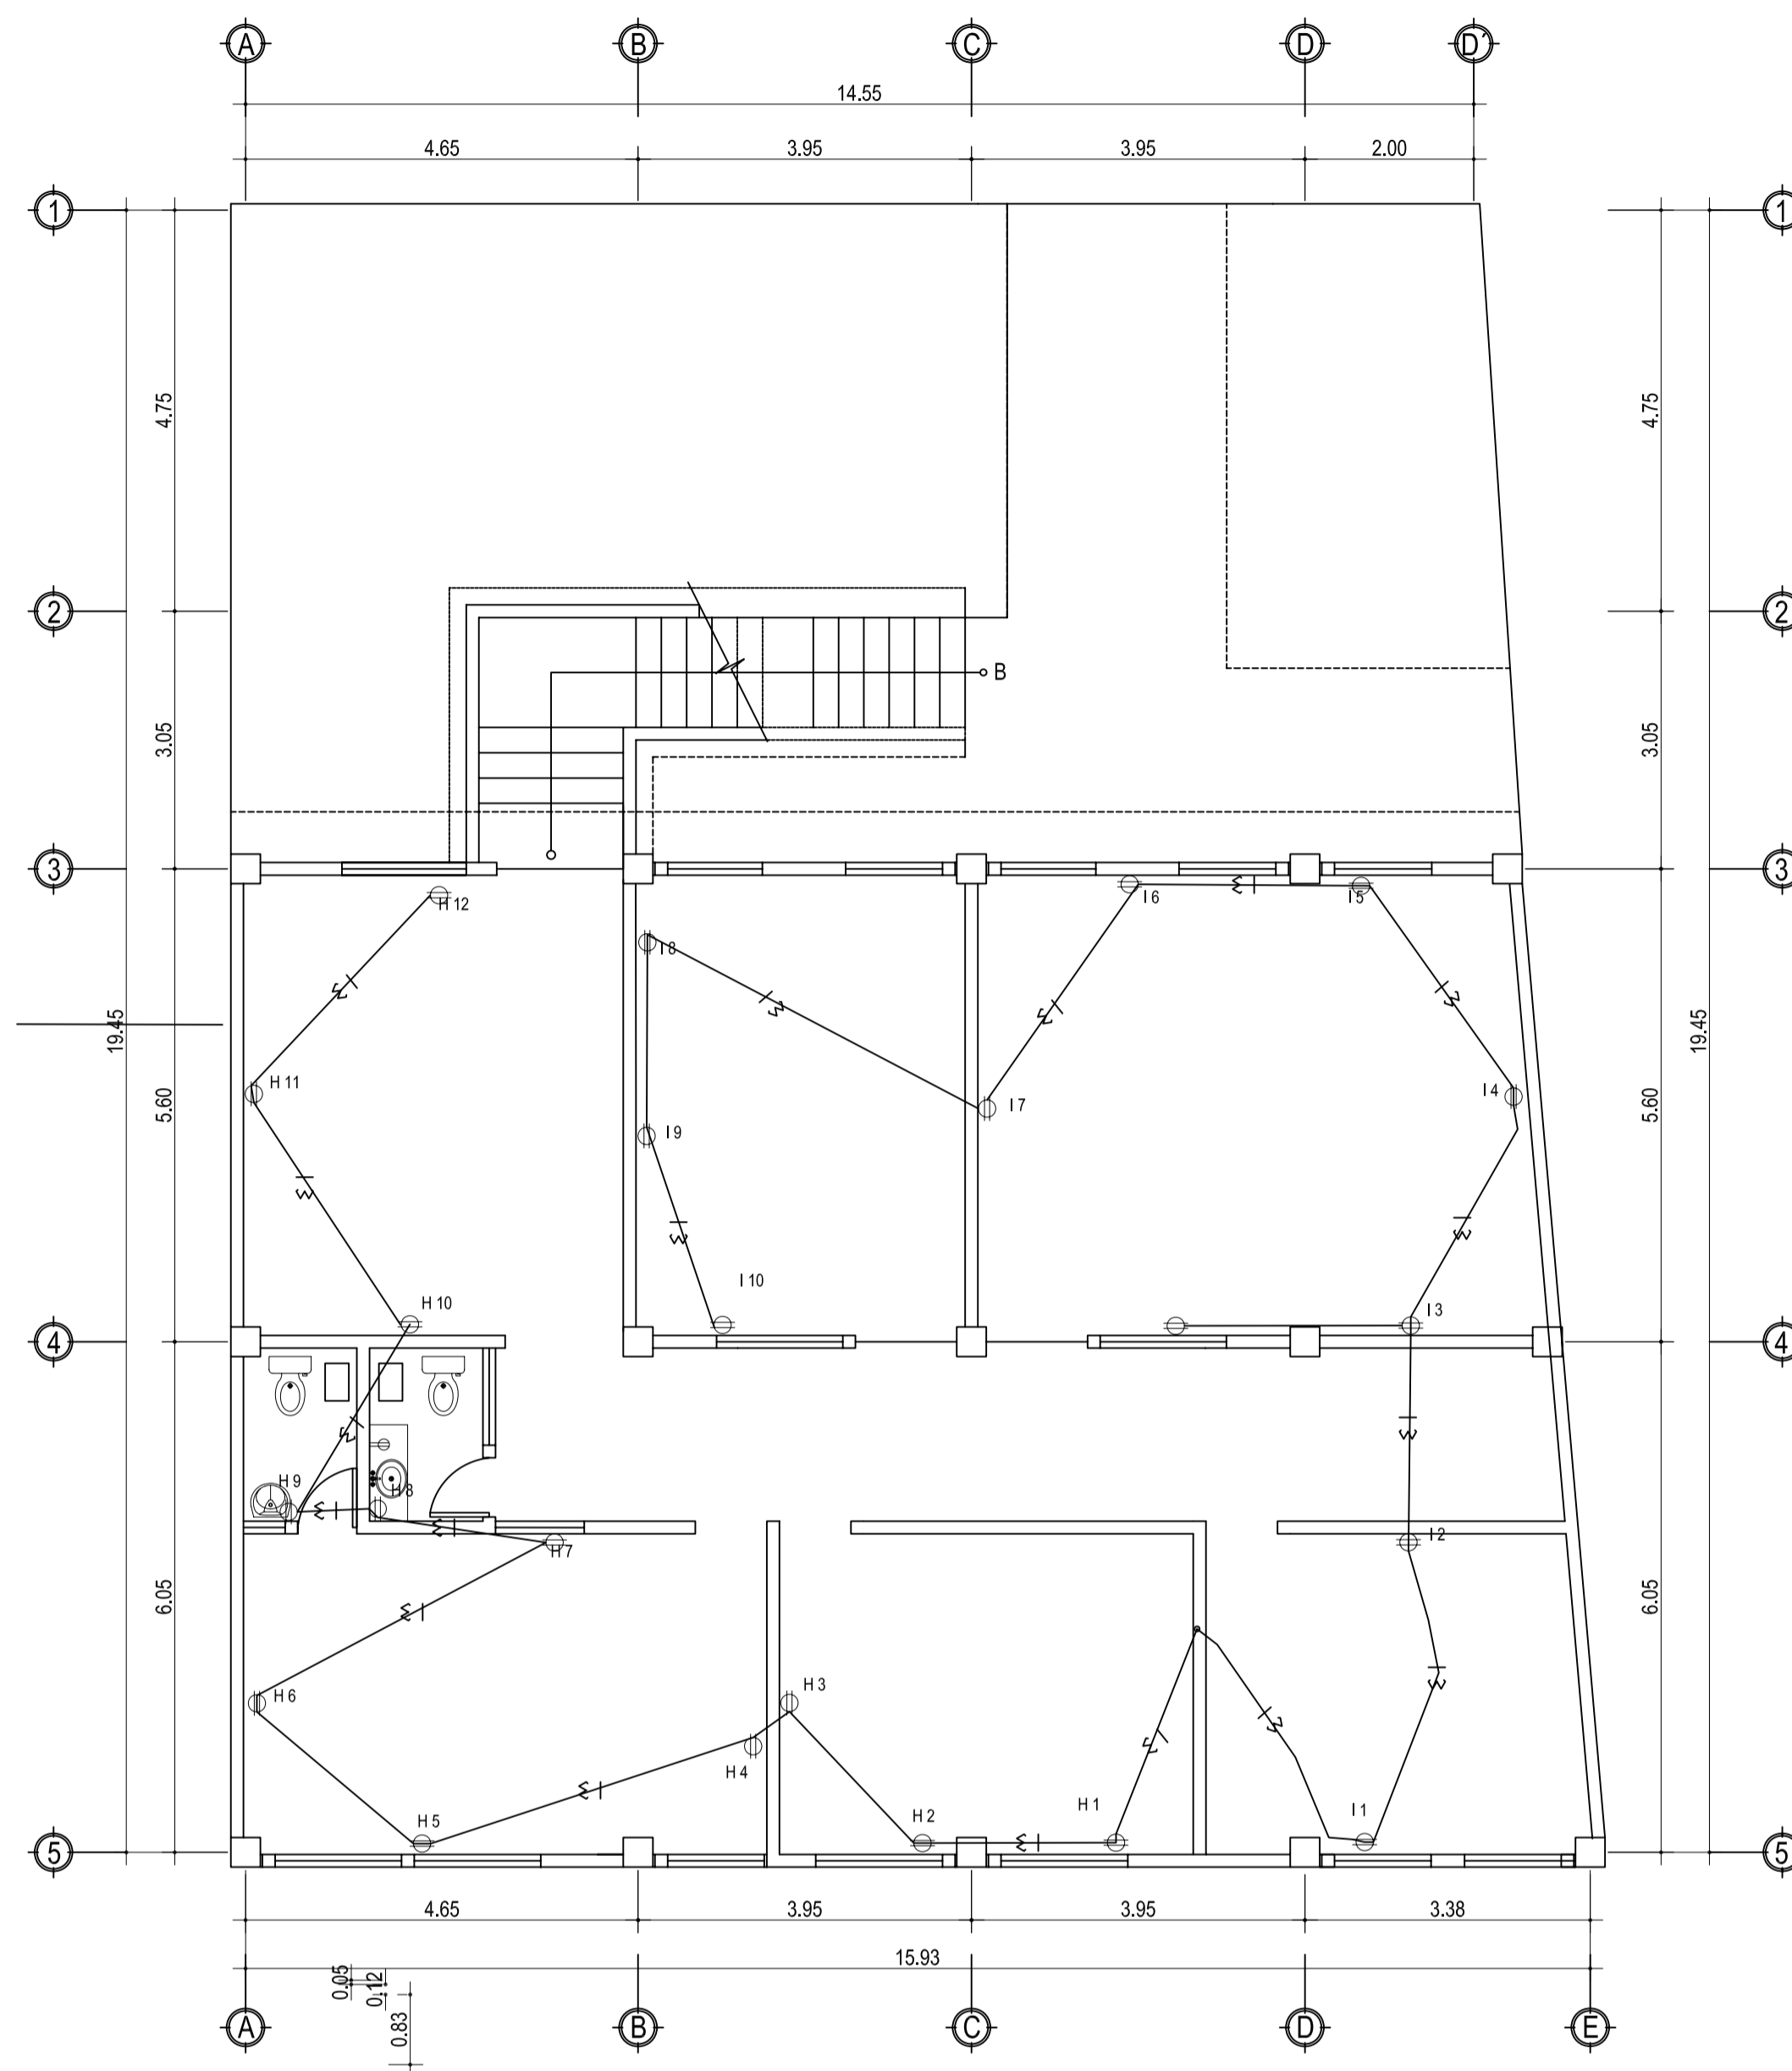 A B C D D´
14.55
4.65 3.95 3.95 2.00
1 1
4.75 4.75
2 2
B
3.05 3.05
3 3
H 12 I 6 I 5
I 8
19.45 19.45
H 11 I 7 I 4
5.60 I 9 5.60
H 10 I 10 I 3
4 4
H 9 H 8
H 7 I 2
6.05 6.05
H 6 H 3
H 4
H 5 H 2 H 1 I 1
5 5
4.65 3.95 3.95 3.38
15.93
0.05 0.12
0.83
A B C D E